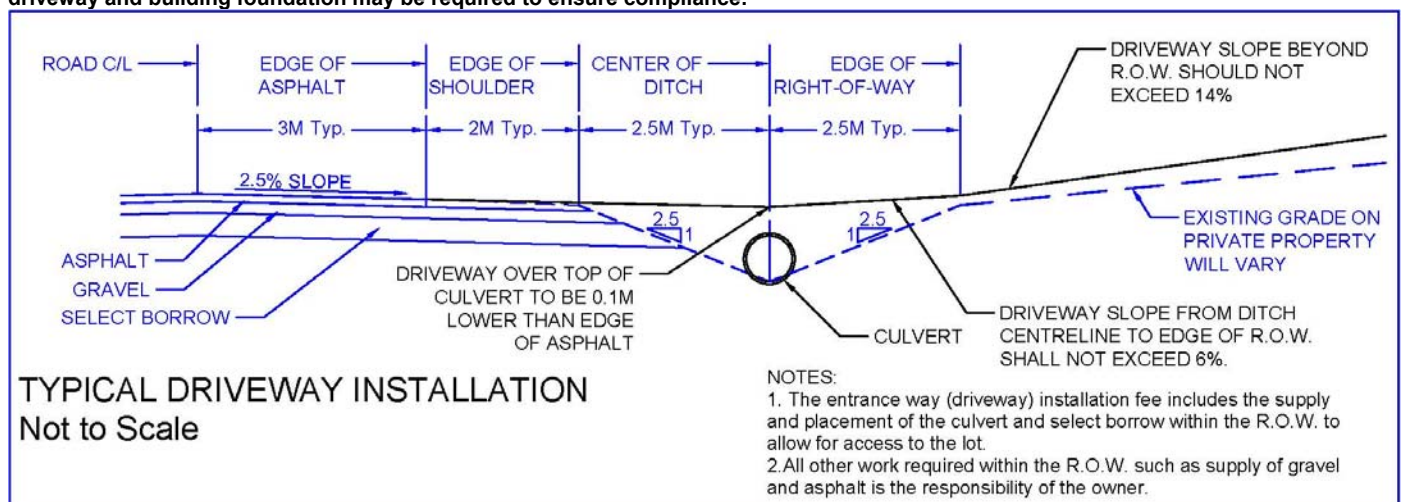 driveway and building foundation may be required to ensure compliance.
ROAD C/L
EDGE OF
ASPHALT
EDGE OF
SHOULDER
CENTER OF
DITCH
EDGE OF
RIGHT-OF-WAY
DRIVEWAY SLOPE BEYOND
R.O.W. SHOULD NOT
EXCEED 14%
3M Typ.
2M Typ.
2.5M Typ.
2.5M Typ.
2.5% SLOPE
2.5
1
2.5
1
ASPHALT
GRAVEL
SELECT BORROW
DRIVEWAY OVER TOP OF
CULVERT TO BE 0.1M
LOWER THAN EDGE
OF ASPHALT
EXISTING GRADE ON
PRIVATE PROPERTY
WILL VARY
CULVERT
DRIVEWAY SLOPE FROM DITCH
CENTRELINE TO EDGE OF R.O.W.
SHALL NOT EXCEED 6%.
TYPICAL DRIVEWAY INSTALLATION
Not to Scale
NOTES:
1. The entrance way (driveway) installation fee includes the supply
and placement of the culvert and select borrow within the R.O.W. to
allow for access to the lot.
2.All other work required within the R.O.W. such as supply of gravel
and asphalt is the responsibility of the owner.